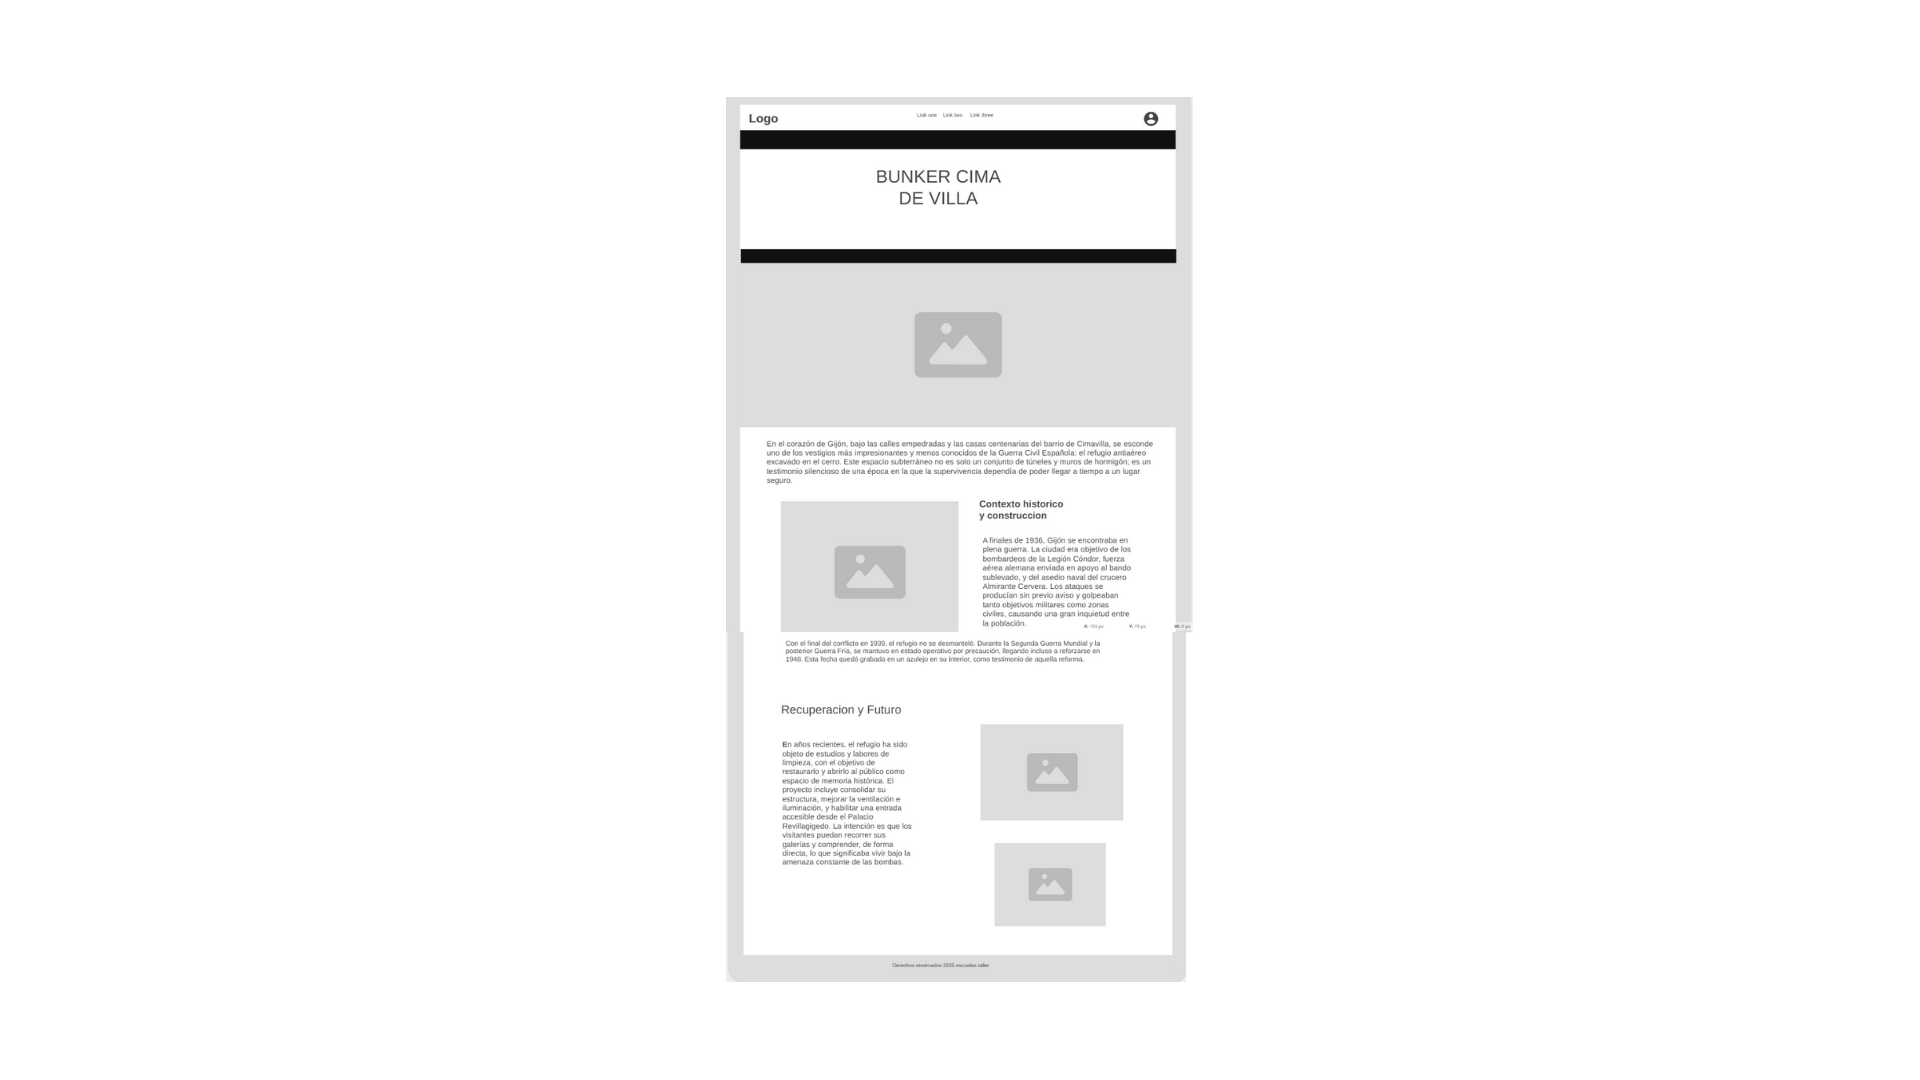 Logo
Link one Link two Link three
BUNKER CIMA
DE VILLA
En el corazón de Gijón, bajo las calles empedradas y las casas centenarias del barrio de Cimavilla, se esconde
uno de los vestigios más impresionantes y menos conocidos de la Guerra Civil Española: el refugio antiaéreo
excavado en el cerro. Este espacio subterráneo no es solo un conjunto de túneles y muros de hormigón; es un
testimonio silencioso de una época en la que la supervivencia dependía de poder llegar a tiempo a un lugar
seguro.
Contexto historico
y construccion
A finales de 1936, Gijón se encontraba en
plena guerra. La ciudad era objetivo de los
bombardeos de la Legión Cóndor, fuerza
aérea alemana enviada en apoyo al bando
sublevado, y del asedio naval del crucero
Almirante Cervera. Los ataques se
producían sin previo aviso y golpeaban
tanto objetivos militares como zonas
civiles, causando una gran inquietud entre
la población.
Con el final del conflicto en 1939, el refugio no se desmanteló. Durante la Segunda Guerra Mundial y la
posterior Guerra Fría, se mantuvo en estado operativo por precaución, llegando incluso a reforzarse en
1948. Esta fecha quedó grabada en un azulejo en su interior, como testimonio de aquella reforma.
Recuperacion y Futuro
En años recientes, el refugio ha sido
objeto de estudios y labores de
limpieza, con el objetivo de
restaurarlo y abrirlo al público como
espacio de memoria histórica. El
proyecto incluye consolidar su
estructura, mejorar la ventilación e
iluminación, y habilitar una entrada
accesible desde el Palacio
Revillagigedo. La intención es que los
visitantes puedan recorrer sus
galerías y comprender, de forma
directa, lo que significaba vivir bajo la
amenaza constante de las bombas.
Derechos reservados 2025 escuelas taller